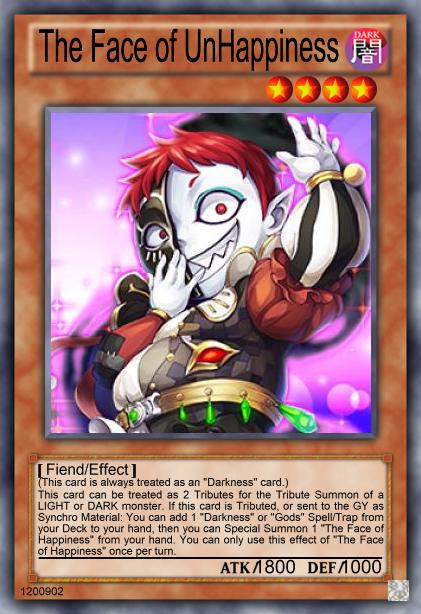 The Face of UnHappiness
DARK
闇
[ Fiend/Effect ]
(This card is always treated as an "Darkness" card.)
This card can be treated as 2 Tributes for the Tribute Summon of a
LIGHT or DARK monster. If this card is Tributed, or sent to the GY as
Synchro Material: You can add 1 "Darkness" or "Gods" Spell/Trap from
your Deck to your hand, then you can Special Summon 1 "The Face of
Happiness" from your hand. You can only use this effect of "The Face
of Happiness" once per turn.
ATK/1800 DEF/1000
1200902